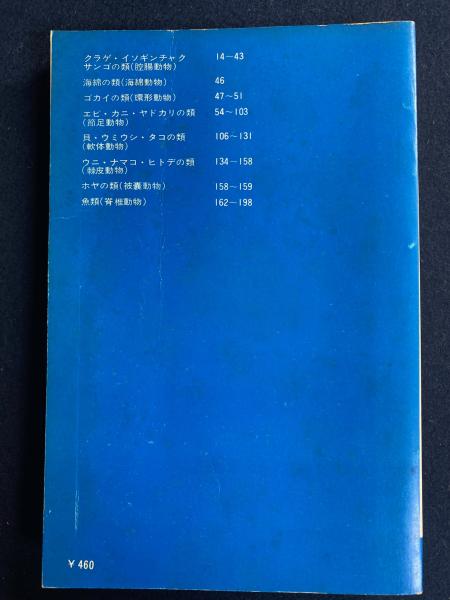 クラゲ・イソギンチャク 14〜43
サンゴの類(腔腸動物)
海綿の類(海綿動物) 46
ゴカイの類(環形動物) 47〜51
エビ・カニ・ヤドカリの類 54〜103
(節足動物)
貝・ウミウシ・タコの類 106〜131
(軟体動物)
ウニ・ナマコ・ヒトデの類 134〜158
(棘皮動物)
ホヤの類(被嚢動物) 158〜159
魚類(脊椎動物) 162〜198
¥460